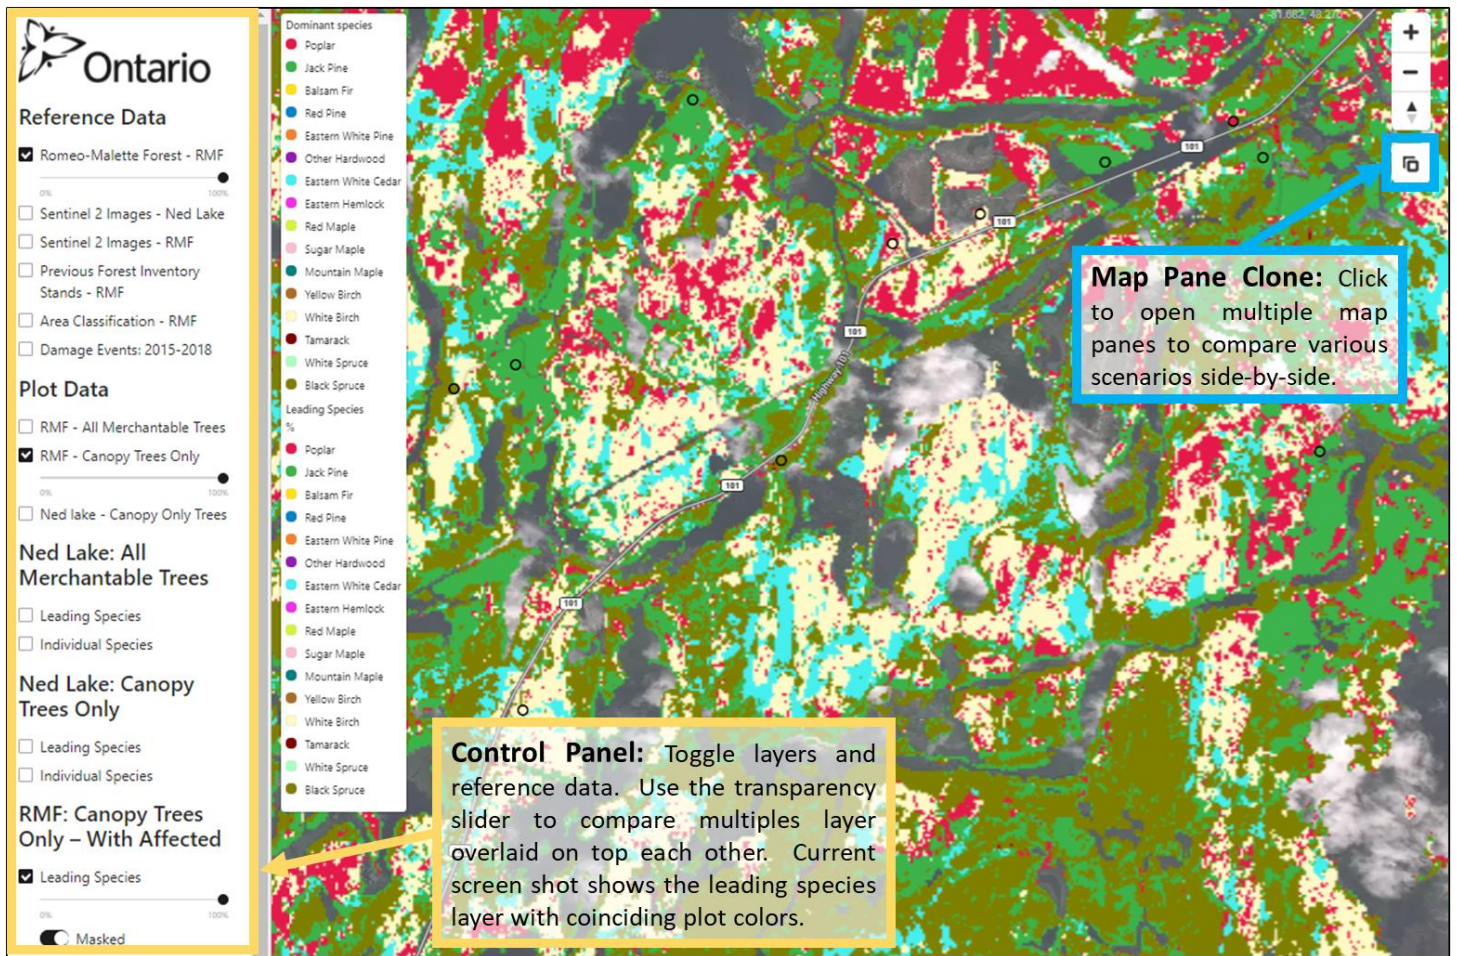 Ontario
Reference Data
Romeo-Malette Forest - RMF
0% 100%
Sentinel 2 Images - Ned Lake
Sentinel 2 Images - RMF
Previous Forest Inventory
Stands - RMF
Area Classification - RMF
Damage Events: 2015-2018
Plot Data
RMF - All Merchantable Trees
RMF - Canopy Trees Only
0% 100%
Ned lake - Canopy Only Trees
Ned Lake: All
Merchantable Trees
Leading Species
Individual Species
Ned Lake: Canopy
Trees Only
Leading Species
Individual Species
RMF: Canopy Trees
Only – With Affected
Leading Species
0% 100%
Masked
Dominant species
Poplar
Jack Pine
Balsam Fir
Red Pine
Eastern White Pine
Other Hardwood
Eastern White Cedar
Eastern Hemlock
Red Maple
Sugar Maple
Mountain Maple
Yellow Birch
White Birch
Tamarack
White Spruce
Black Spruce
Leading Species
%
Poplar
Jack Pine
Balsam Fir
Red Pine
Eastern White Pine
Other Hardwood
Eastern White Cedar
Eastern Hemlock
Red Maple
Sugar Maple
Mountain Maple
Yellow Birch
White Birch
Tamarack
White Spruce
Black Spruce
101
101
101
Highway 101
101
101
Map Pane Clone: Click
to open multiple map
panes to compare various
scenarios side-by-side.
Control Panel: Toggle layers and
reference data. Use the transparency
slider to compare multiples layer
overlaid on top each other. Current
screen shot shows the leading species
layer with coinciding plot colors.